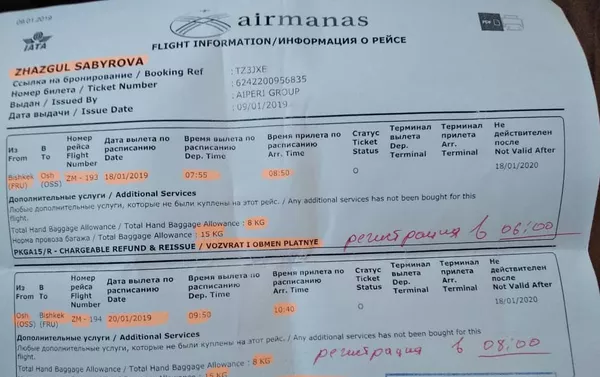 09.01.2019
airmanas
PDF
IATA
FLIGHT INFORMATION/ИНФОРМАЦИЯ О РЕЙСЕ
ZHAZGUL SABYROVA
Ссылка на бронирование / Booking Ref :TZ3JXE
Номер билета / Ticket Number :6242200956835
Выдан / Issued By :AIPERI GROUP
Дата выдачи / Issue Date :09/01/2019
Из From В To Номер рейса Flight Number Дата вылета по расписанию Date Время вылета по расписанию Dep. Time Время прилета по расписанию Arr. Time Статус Ticket Status Терминал вылета Dep. Terminal Терминал прилета Arr. Terminal Не действителен после Not Valid After
Bishkek (FRU) Osh (OSS) ZM - 193 18/01/2019 07:55 08:50 O 18/01/2020
Дополнительные услуги / Additional Services
Любые дополнительные услуги, которые не были куплены на этот рейс. / Any additional services has not been bought for this flight.
Total Hand Baggage Allowance / Total Hand Baggage Allowance : 8 KG
Норма провоза багажа / Total Baggage Allowance : 15 KG
PKGA15/R - CHARGEABLE REFUND & REISSUE / VOZVRAT I OBMEN PLATNYE
регистрация в 06:00
Из From В To Номер рейса Flight Number Дата вылета по расписанию Date Время вылета по расписанию Dep. Time Время прилета по расписанию Arr. Time Статус Ticket Status Терминал вылета Dep. Terminal Терминал прилета Arr. Terminal Не действителен после Not Valid After
Osh (OSS) Bishkek (FRU) ZM - 194 20/01/2019 09:50 10:40 O 18/01/2020
Дополнительные услуги / Additional Services
Любые дополнительные услуги, которые не были куплены на этот рейс. / Any additional services has not been bought for this flight.
Total Hand Baggage Allowance / Total Hand Baggage Allowance : 8 KG
регистрация в 08:00
Total Baggage Allowance : 15 KG